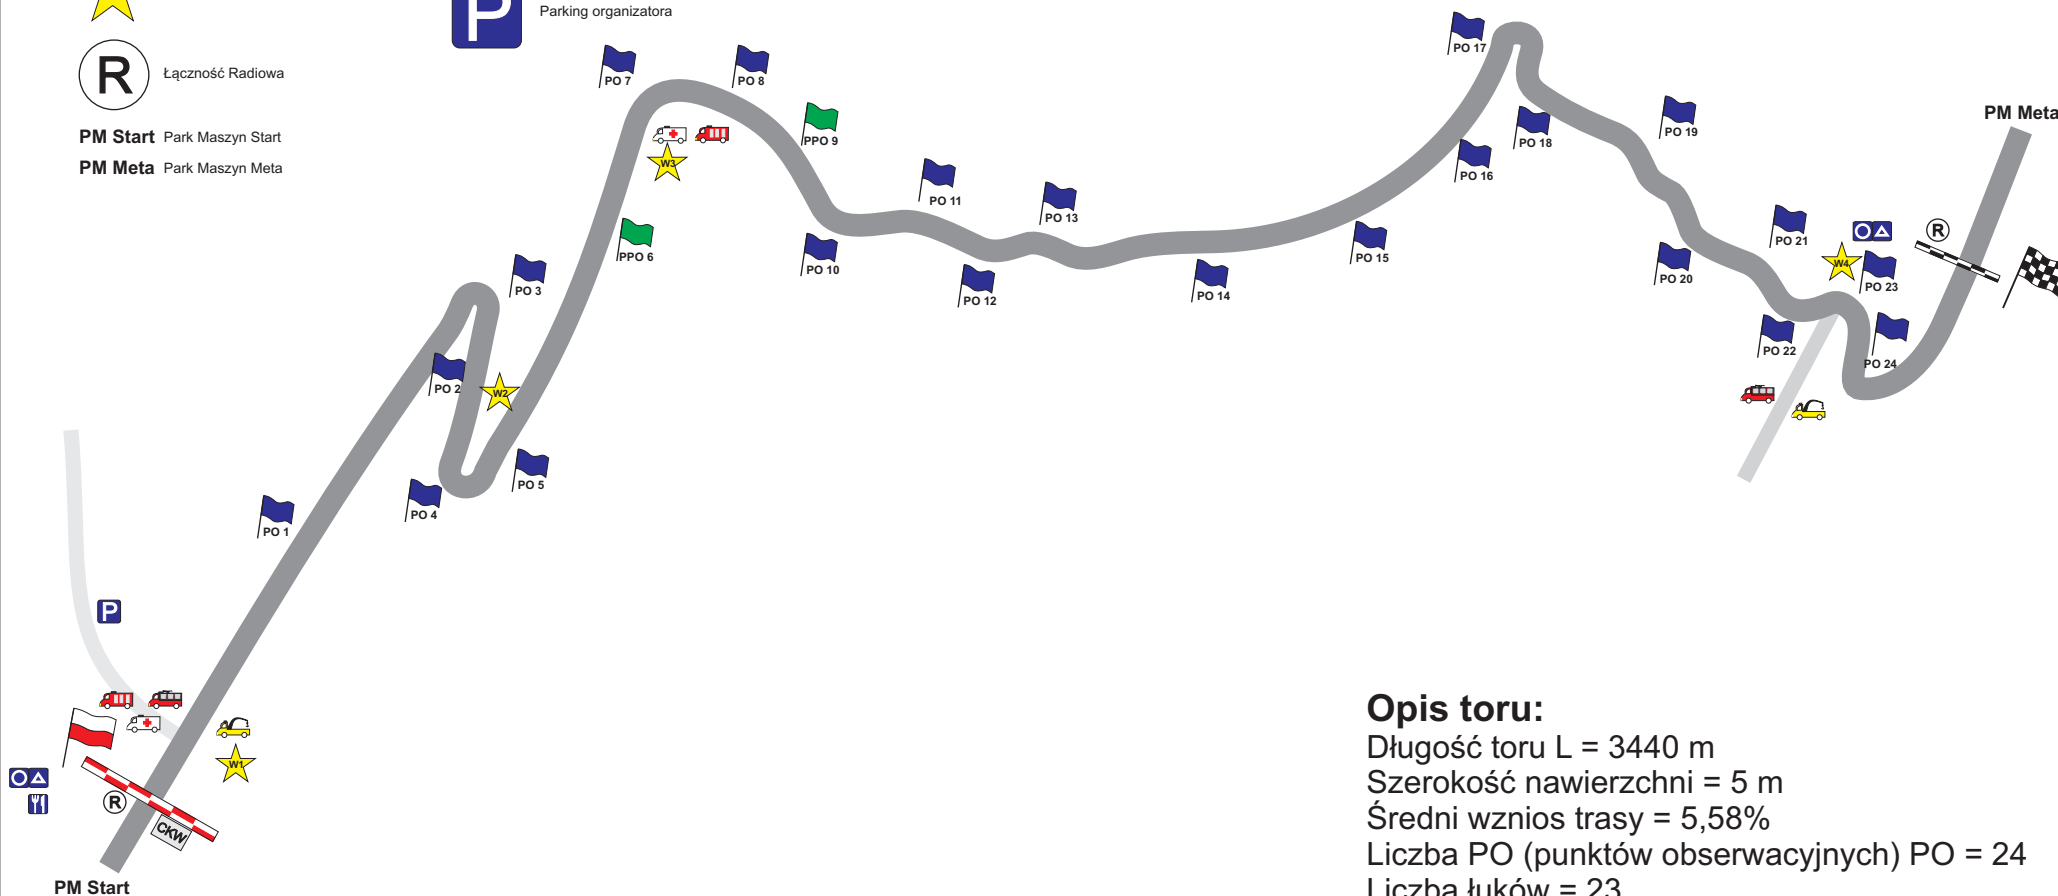 P
Parking organizatora
R
Łączność Radiowa
PM Start Park Maszyn Start
PM Meta Park Maszyn Meta
PO 7
PO 8
PPO 9
W3
PPO 6
PO 10
PO 11
PO 12
PO 13
PO 14
PO 15
PO 16
PO 17
PO 18
PO 19
PO 20
PO 21
PO 22
W4
PO 23
PO 24
R
PM Meta
PO 3
PO 2
W2
PO 4
PO 5
PO 1
P
W1
R
CKW
PM Start
Opis toru:
Długość toru L = 3440 m
Szerokość nawierzchni = 5 m
Średni wznios trasy = 5,58%
Liczba PO (punktów obserwacyjnych) PO = 24
Liczba łuków = 23